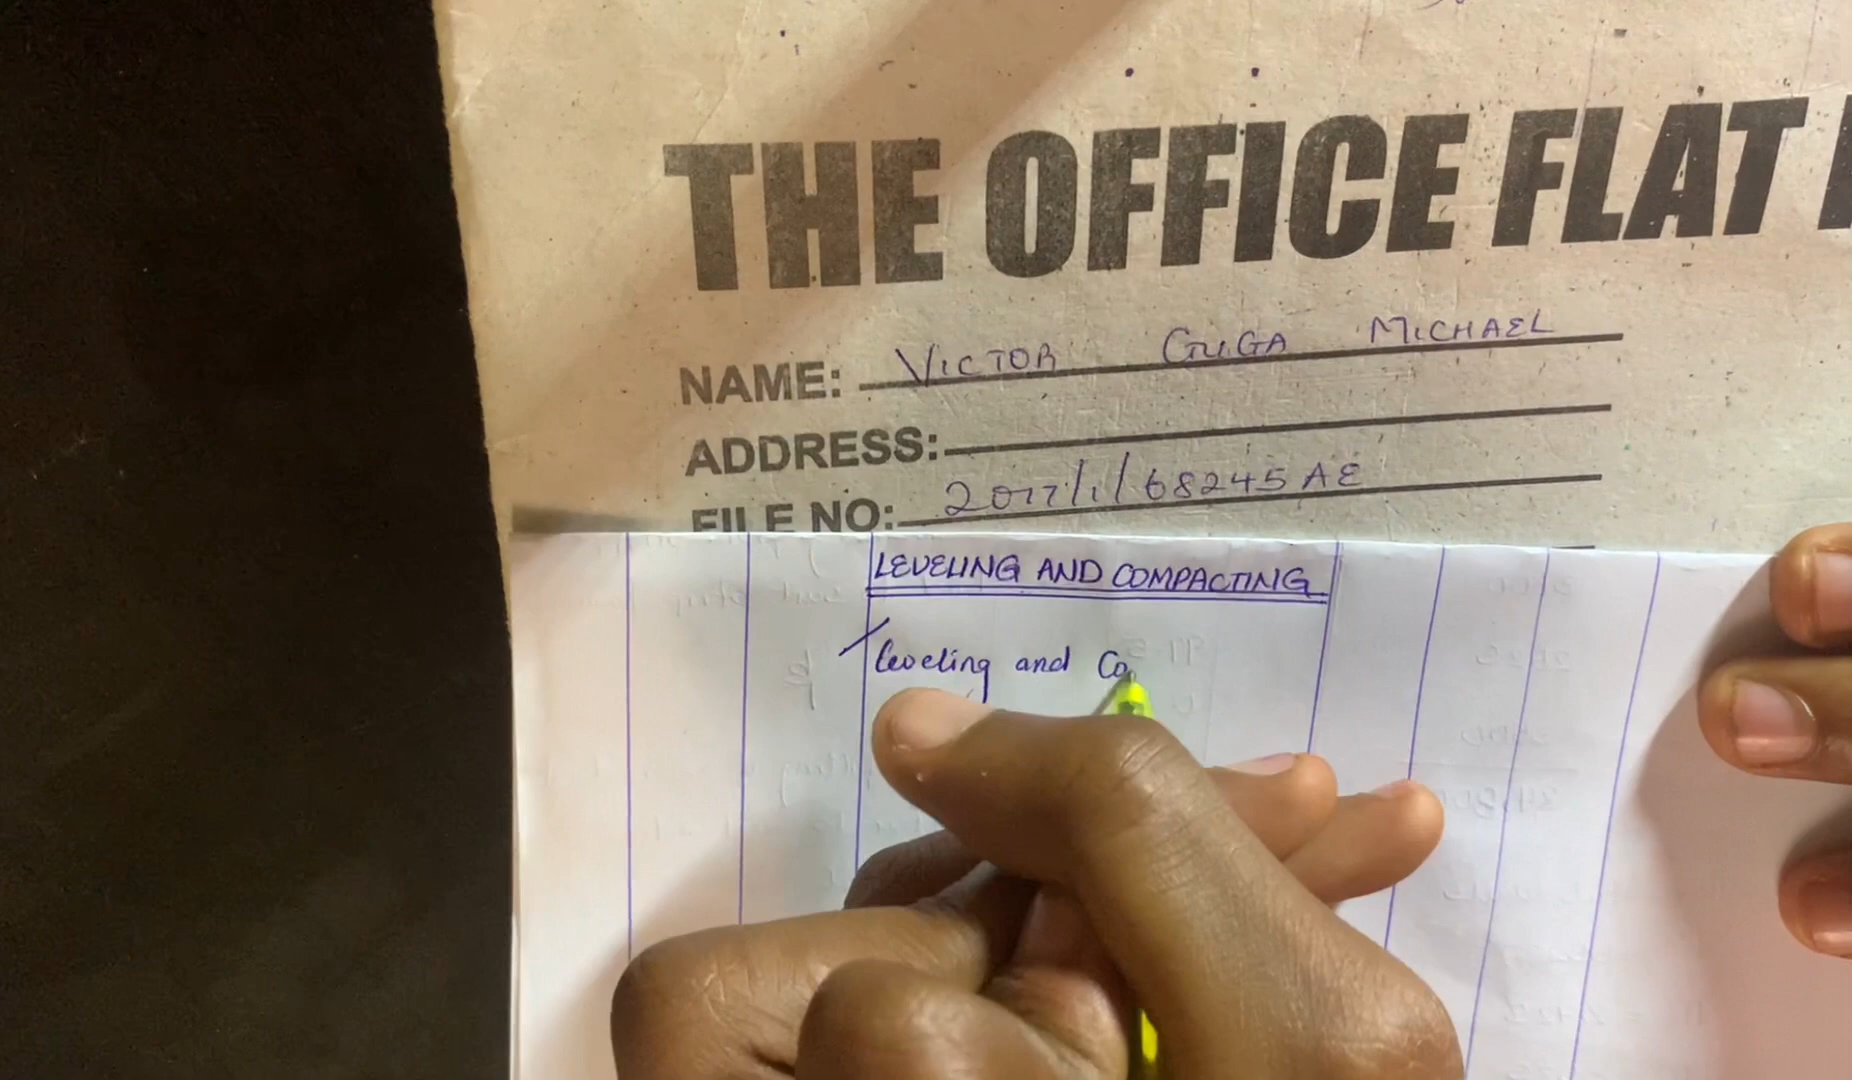 THE OFFICE FLAT
NAME: VICTOR GUGA MICHAEL
ADDRESS:
FILE NO: 2017/1/68245AE
LEVELING AND COMPACTING
leveling and Co